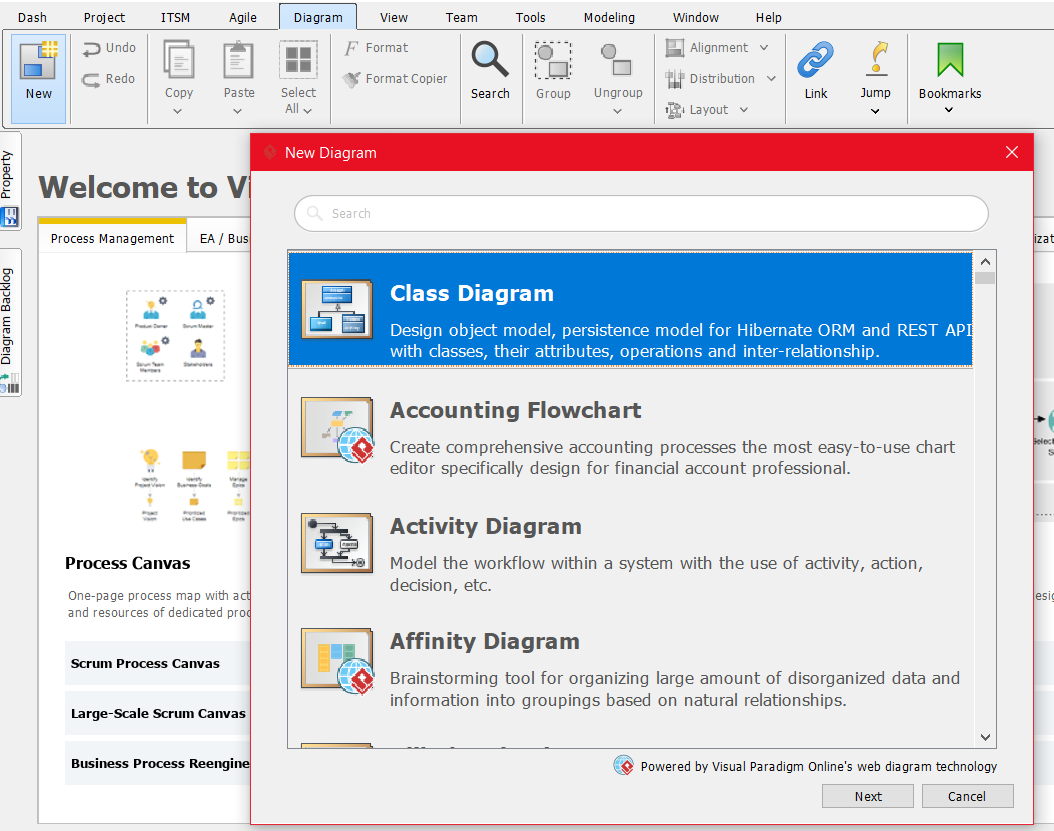 Dash Project ITSM Agile Diagram View Team Tools Modeling Window Help
New
Undo
Redo
Copy
Paste
Select
All
Format
Format Copier
Search
Group
Ungroup
Alignment
Distribution
Layout
Link
Jump
Bookmarks
Property
Diagram Backlog
Welcome to Vi
Process Management
EA / Bus
izat
Product Owner
Scrum Master
Scrum Team
Members
Stakeholders
Identify
Project Vision
Identify
Business Goals
Manage
Epics
Project
Vision
Prioritized
Use Cases
Prioritized
Epics
Process Canvas
One-page process map with act
and resources of dedicated proc
Scrum Process Canvas
Large-Scale Scrum Canvas
Business Process Reengine
New Diagram
Search
Class Diagram
Design object model, persistence model for Hibernate ORM and REST API
with classes, their attributes, operations and inter-relationship.
Accounting Flowchart
Create comprehensive accounting processes the most easy-to-use chart
editor specifically design for financial account professional.
Activity Diagram
Model the workflow within a system with the use of activity, action,
decision, etc.
Affinity Diagram
Brainstorming tool for organizing large amount of disorganized data and
information into groupings based on natural relationships.
Powered by Visual Paradigm Online's web diagram technology
Next
Cancel
Select
esig